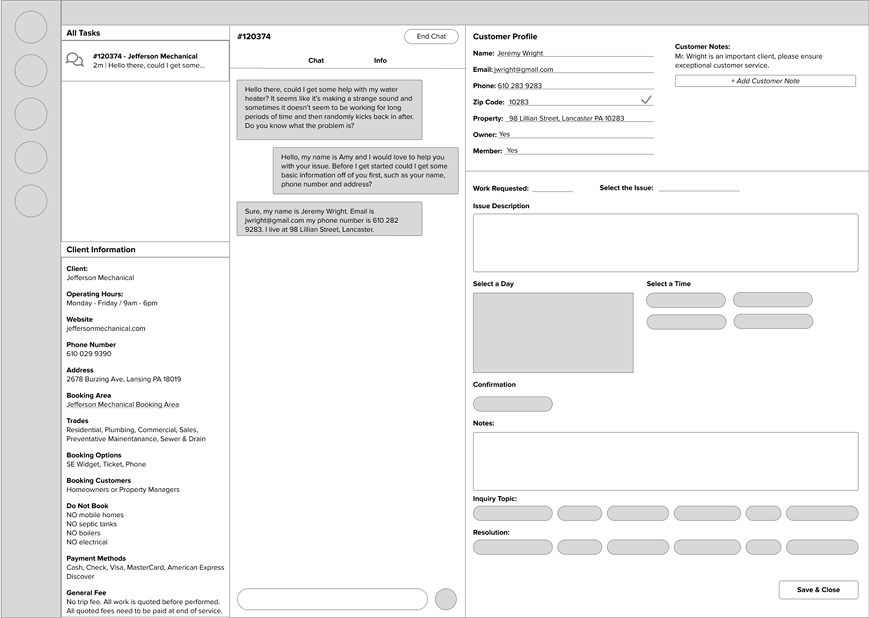 All Tasks
#120374 - Jefferson Mechanical
2m | Hello there, could I get some...
Client Information
Client:
Jefferson Mechanical
Operating Hours:
Monday - Friday / 9am - 6pm
Website
jeffersonmechanical.com
Phone Number
610 029 9390
Address
2678 Burzing Ave, Lansing PA 18019
Booking Area
Jefferson Mechanical Booking Area
Trades
Residential, Plumbing, Commercial, Sales,
Preventative Mainentanance, Sewer & Drain
Booking Options
SE Widget, Ticket, Phone
Booking Customers
Homeowners or Property Managers
Do Not Book
NO mobile homes
NO septic tanks
NO boilers
NO electrical
Payment Methods
Cash, Check, Visa, MasterCard, American Express
Discover
General Fee
No trip fee. All work is quoted before performed.
All quoted fees need to be paid at end of service.
#120374
End Chat
Chat
Info
Hello there, could I get some help with my water
heater? It seems like it's making a strange sound and
sometimes it doesn't seem to be working for long
periods of time and then randomly kicks back in after.
Do you know what the problem is?
Hello, my name is Amy and I would love to help you
with your issue. Before I get started could I get some
basic information off of you first, such as your name,
phone number and address?
Sure, my name is Jeremy Wright. Email is
jwright@gmail.com my phone number is 610 282
9283. I live at 98 Lillian Street, Lancaster.
Customer Profile
Name: Jeremy Wright
Email: jwright@gmail.com
Phone: 610 283 9283
Zip Code: 10283
Property: 98 Lillian Street, Lancaster PA 10283
Owner: Yes
Member: Yes
Customer Notes:
Mr. Wright is an important client, please ensure
exceptional customer service.
+ Add Customer Note
Work Requested:
Select the Issue:
Issue Description
Select a Day
Select a Time
Confirmation
Notes:
Inquiry Topic:
Resolution:
Save & Close